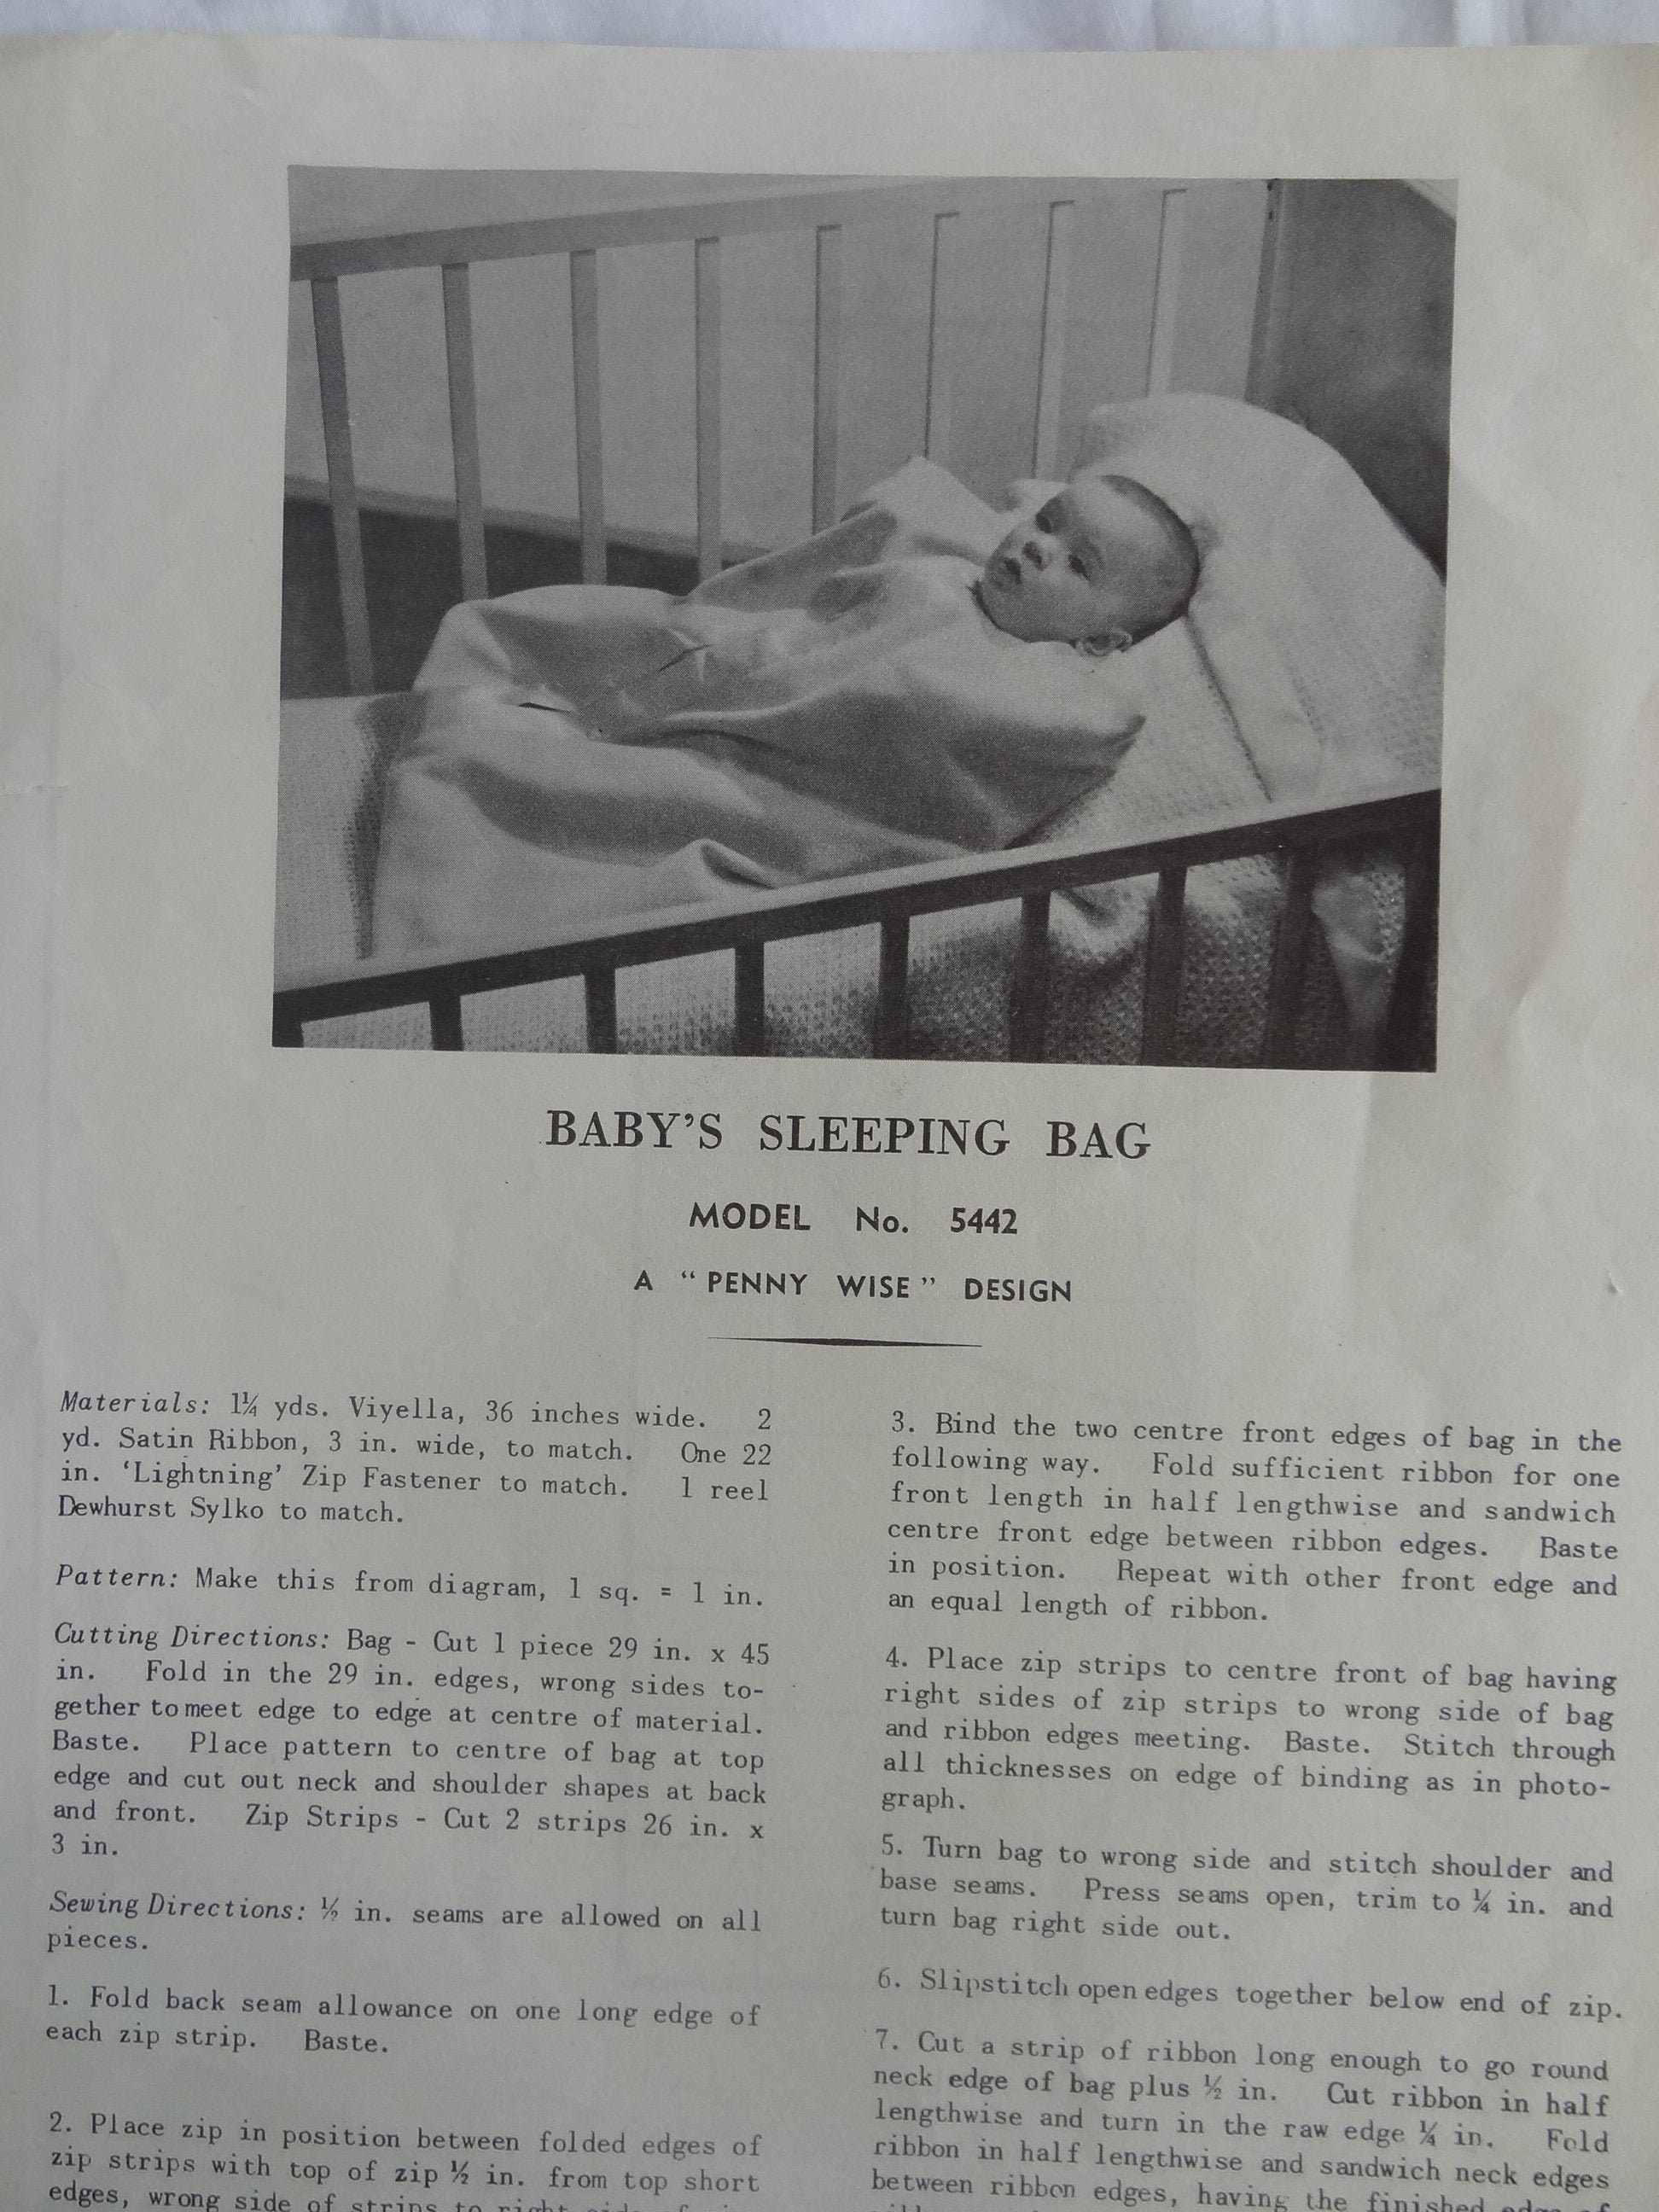 BABY'S SLEEPING BAG
MODEL No. 5442
A “PENNY WISE” DESIGN
Materials: 1¼ yds. Viyella, 36 inches wide. 2
yd. Satin Ribbon, 3 in. wide, to match. One 22
in. ‘Lightning’ Zip Fastener to match. 1 reel
Dewhurst Sylko to match.
Pattern: Make this from diagram, 1 sq. = 1 in.
Cutting Directions: Bag - Cut 1 piece 29 in. x 45
in. Fold in the 29 in. edges, wrong sides to-
gether to meet edge to edge at centre of material.
Baste. Place pattern to centre of bag at top
edge and cut out neck and shoulder shapes at back
and front. Zip Strips - Cut 2 strips 26 in. x
3 in.
Sewing Directions: ½ in. seams are allowed on all
pieces.
1. Fold back seam allowance on one long edge of
each zip strip. Baste.
2. Place zip in position between folded edges of
zip strips with top of zip ½ in. from top short
edges, wrong side of strips to right side
3. Bind the two centre front edges of bag in the
following way. Fold sufficient ribbon for one
front length in half lengthwise and sandwich
centre front edge between ribbon edges. Baste
in position. Repeat with other front edge and
an equal length of ribbon.
4. Place zip strips to centre front of bag having
right sides of zip strips to wrong side of bag
and ribbon edges meeting. Baste. Stitch through
all thicknesses on edge of binding as in photo-
graph.
5. Turn bag to wrong side and stitch shoulder and
base seams. Press seams open, trim to ¼ in. and
turn bag right side out.
6. Slipstitch open edges together below end of zip.
7. Cut a strip of ribbon long enough to go round
neck edge of bag plus ½ in. Cut ribbon in half
lengthwise and turn in the raw edge ¼ in. Fold
ribbon in half lengthwise and sandwich neck edges
between ribbon edges, having the finished edge of